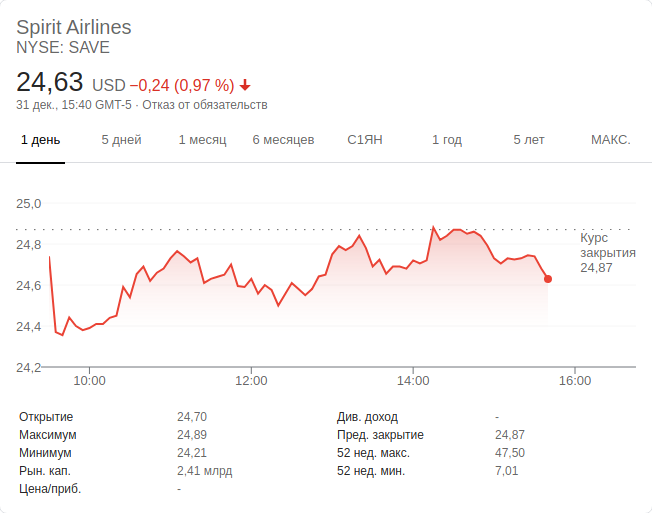 Spirit Airlines
NYSE: SAVE
24,63 USD −0,24 (0,97 %)
31 дек., 15:40 GMT-5 · Отказ от обязательств
1 день 5 дней 1 месяц 6 месяцев С1ЯН 1 год 5 лет МАКС.
25,0
24,8
24,6
24,4
24,2
Курс
закрытия
24,87
10:00 12:00 14:00 16:00
Открытие 24,70 Див. доход -
Максимум 24,89 Пред. закрытие 24,87
Минимум 24,21 52 нед. макс. 47,50
Рын. кап. 2,41 млрд 52 нед. мин. 7,01
Цена/приб. -